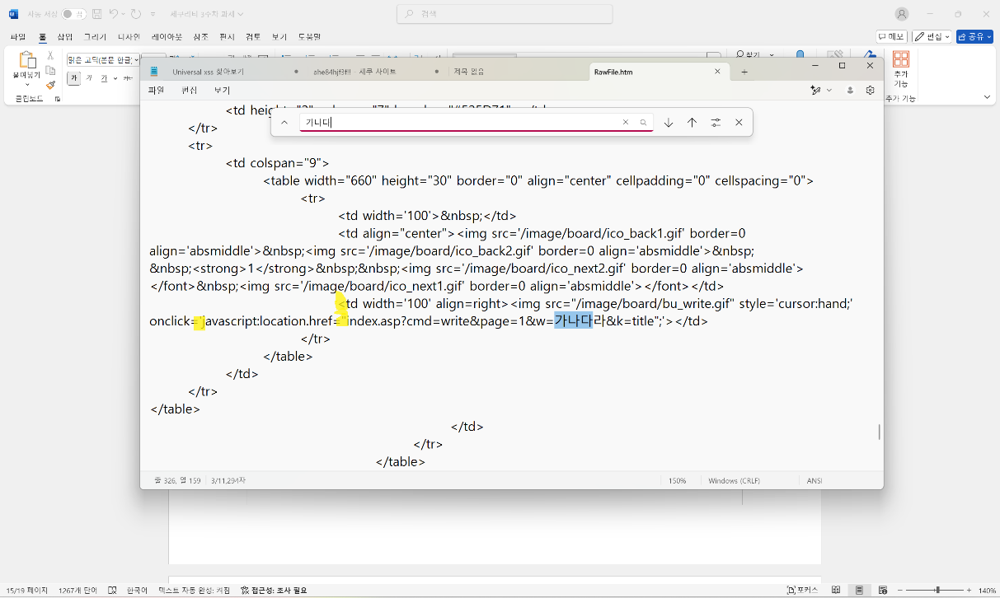 자동 저장 끔 세쿠리티 3주차 과제 검색
파일 홈 삽입 그리기 디자인 레이아웃 참조 편지 검토 보기 도움말 메모 편집 공유
붙여넣기 맑은 고딕(본문 한글) 찾기
가 가 가 추가
기능
클립보드 추가 기능
Universal xss 찾아보기 ahe84hjf3f!! - 세쿠 사이트 제목 없음 RawFile.htm
파일 편집 보기
가나다
</tr>
<tr>
<td colspan="9">
<table width="660" height="30" border="0" align="center" cellpadding="0" cellspacing="0">
<tr>
<td width='100'>&nbsp;</td>
<td align="center"><img src='/image/board/ico_back1.gif' border=0
align='absmiddle'>&nbsp;<img src='/image/board/ico_back2.gif' border=0 align='absmiddle'>&nbsp;
&nbsp;<strong>1</strong>&nbsp;&nbsp;<img src='/image/board/ico_next2.gif' border=0 align='absmiddle'>
</font>&nbsp;<img src='/image/board/ico_next1.gif' border=0 align='absmiddle'></font></td>
<td width='100' align=right><img src="/image/board/bu_write.gif" style='cursor:hand;'
onclick='javascript:location.href="index.asp?cmd=write&page=1&w=가나다라&k=title";'></td>
</tr>
</table>
</td>
</tr>
</table>
</td>
</tr>
</table>
줄 326, 열 159 3/11,294자 150% Windows (CRLF) ANSI
15/19 페이지 1267개 단어 한국어 텍스트 자동 완성: 켜짐 접근성: 조사 필요 포커스 140%